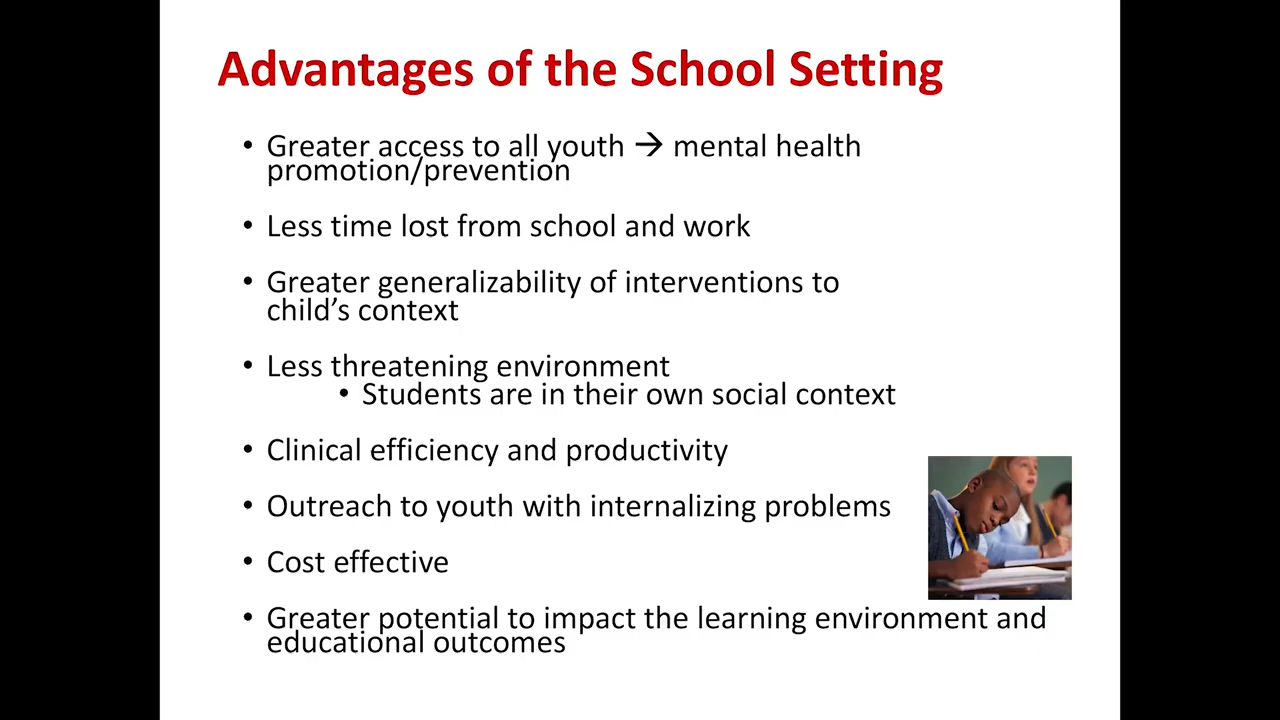 Advantages of the School Setting
• Greater access to all youth → mental health
promotion/prevention
• Less time lost from school and work
• Greater generalizability of interventions to
child’s context
• Less threatening environment
• Students are in their own social context
• Clinical efficiency and productivity
• Outreach to youth with internalizing problems
• Cost effective
• Greater potential to impact the learning environment and
educational outcomes